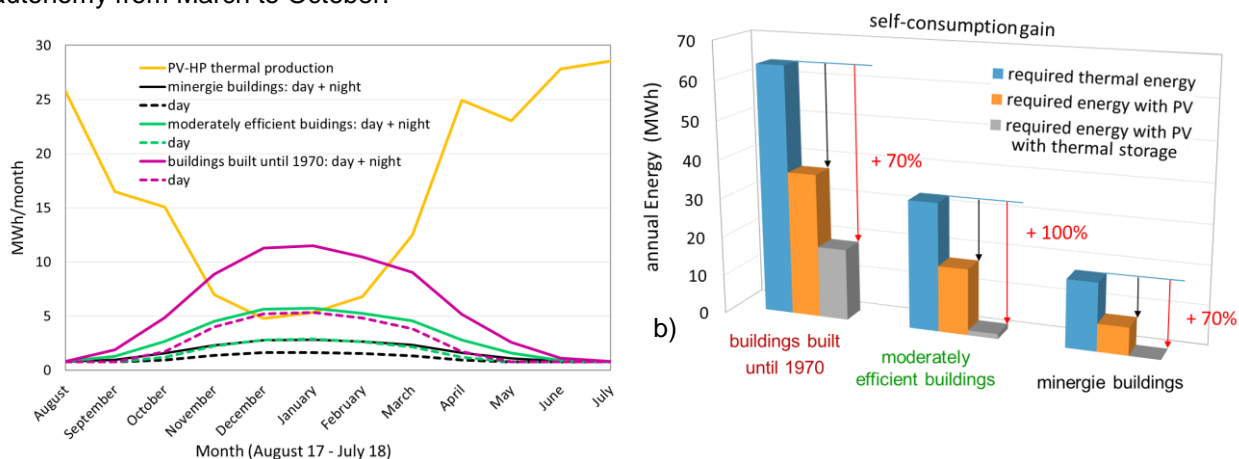 autonomy from March to October.
30
25
20
15
10
5
0
MWh/month
PV-HP thermal production
minergie buildings: day + night
day
moderately efficient buidings: day + night
day
buildings built until 1970: day + night
day
August
September
October
November
December
January
February
March
April
May
June
July
Month (August 17 - July 18)
b)
self-consumption gain
annual Energy (MWh)
70
60
50
40
30
20
10
0
required thermal energy
required energy with PV
required energy with PV
with thermal storage
+ 70%
+ 100%
+ 70%
buildings built
until 1970
moderately
efficient buildings
minergie buildings